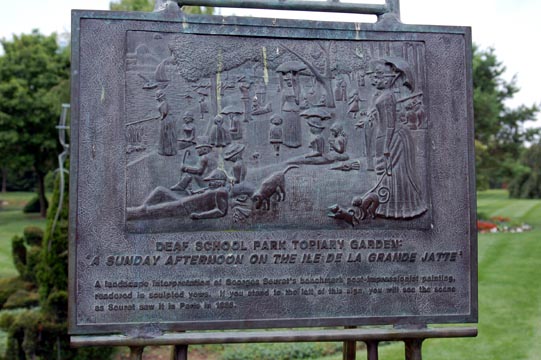 DEAF SCHOOL PARK TOPIARY GARDEN:
"A SUNDAY AFTERNOON ON THE ILE DE LA GRANDE JATTE"
A landscape interpretation of Georges Seurat's benchmark post-impressionist painting,
rendered in sculpted yews. If you stand to the left of this sign, you will see the scene
as Seurat saw it in Paris in 1885.